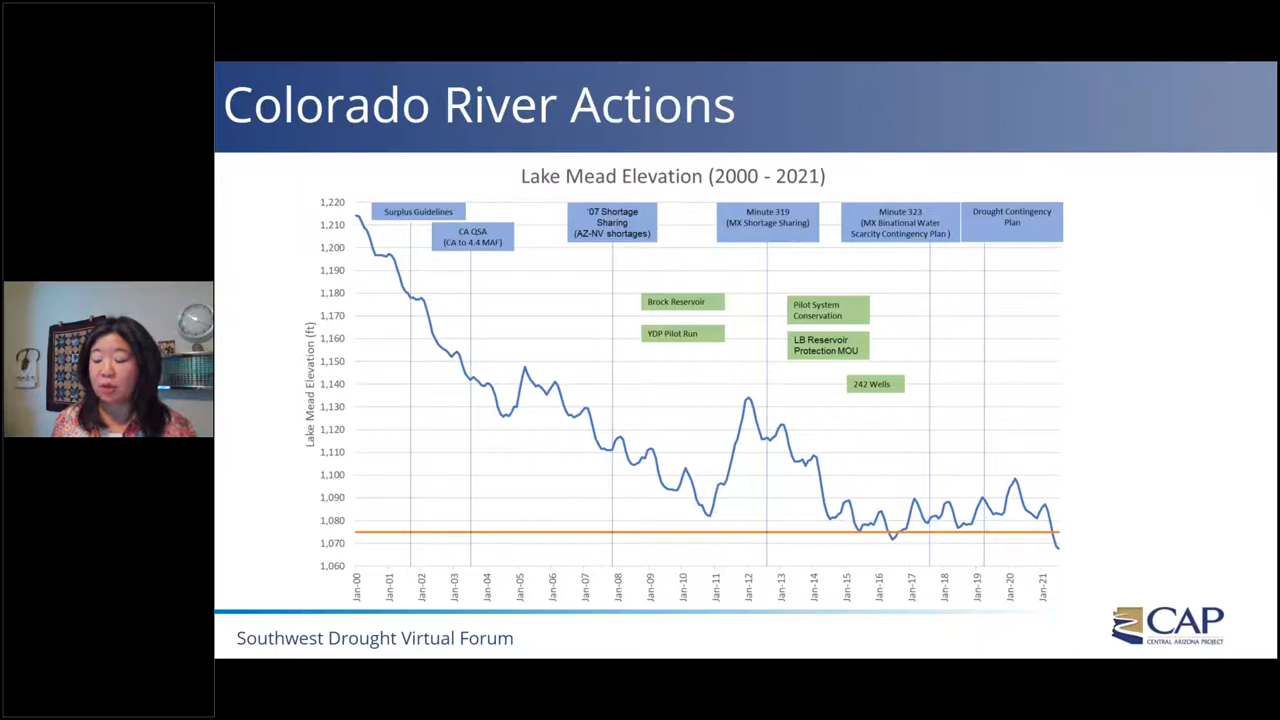 Colorado River Actions
Lake Mead Elevation (2000 - 2021)
Lake Mead Elevation (ft)
1,220
1,210
1,200
1,190
1,180
1,170
1,160
1,150
1,140
1,130
1,120
1,110
1,100
1,090
1,080
1,070
1,060
Surplus Guidelines
CA QSA
(CA to 4.4 MAF)
'07 Shortage
Sharing
(AZ-NV shortages)
Minute 319
(MX Shortage Sharing)
Minute 323
(MX Binational Water
Scarcity Contingency Plan )
Drought Contingency
Plan
Brock Reservoir
YDP Pilot Run
Pilot System
Conservation
LB Reservoir
Protection MOU
242 Wells
Jan-00
Jan-01
Jan-02
Jan-03
Jan-04
Jan-05
Jan-06
Jan-07
Jan-08
Jan-09
Jan-10
Jan-11
Jan-12
Jan-13
Jan-14
Jan-15
Jan-16
Jan-17
Jan-18
Jan-19
Jan-20
Jan-21
Southwest Drought Virtual Forum
CAP
CENTRAL ARIZONA PROJECT